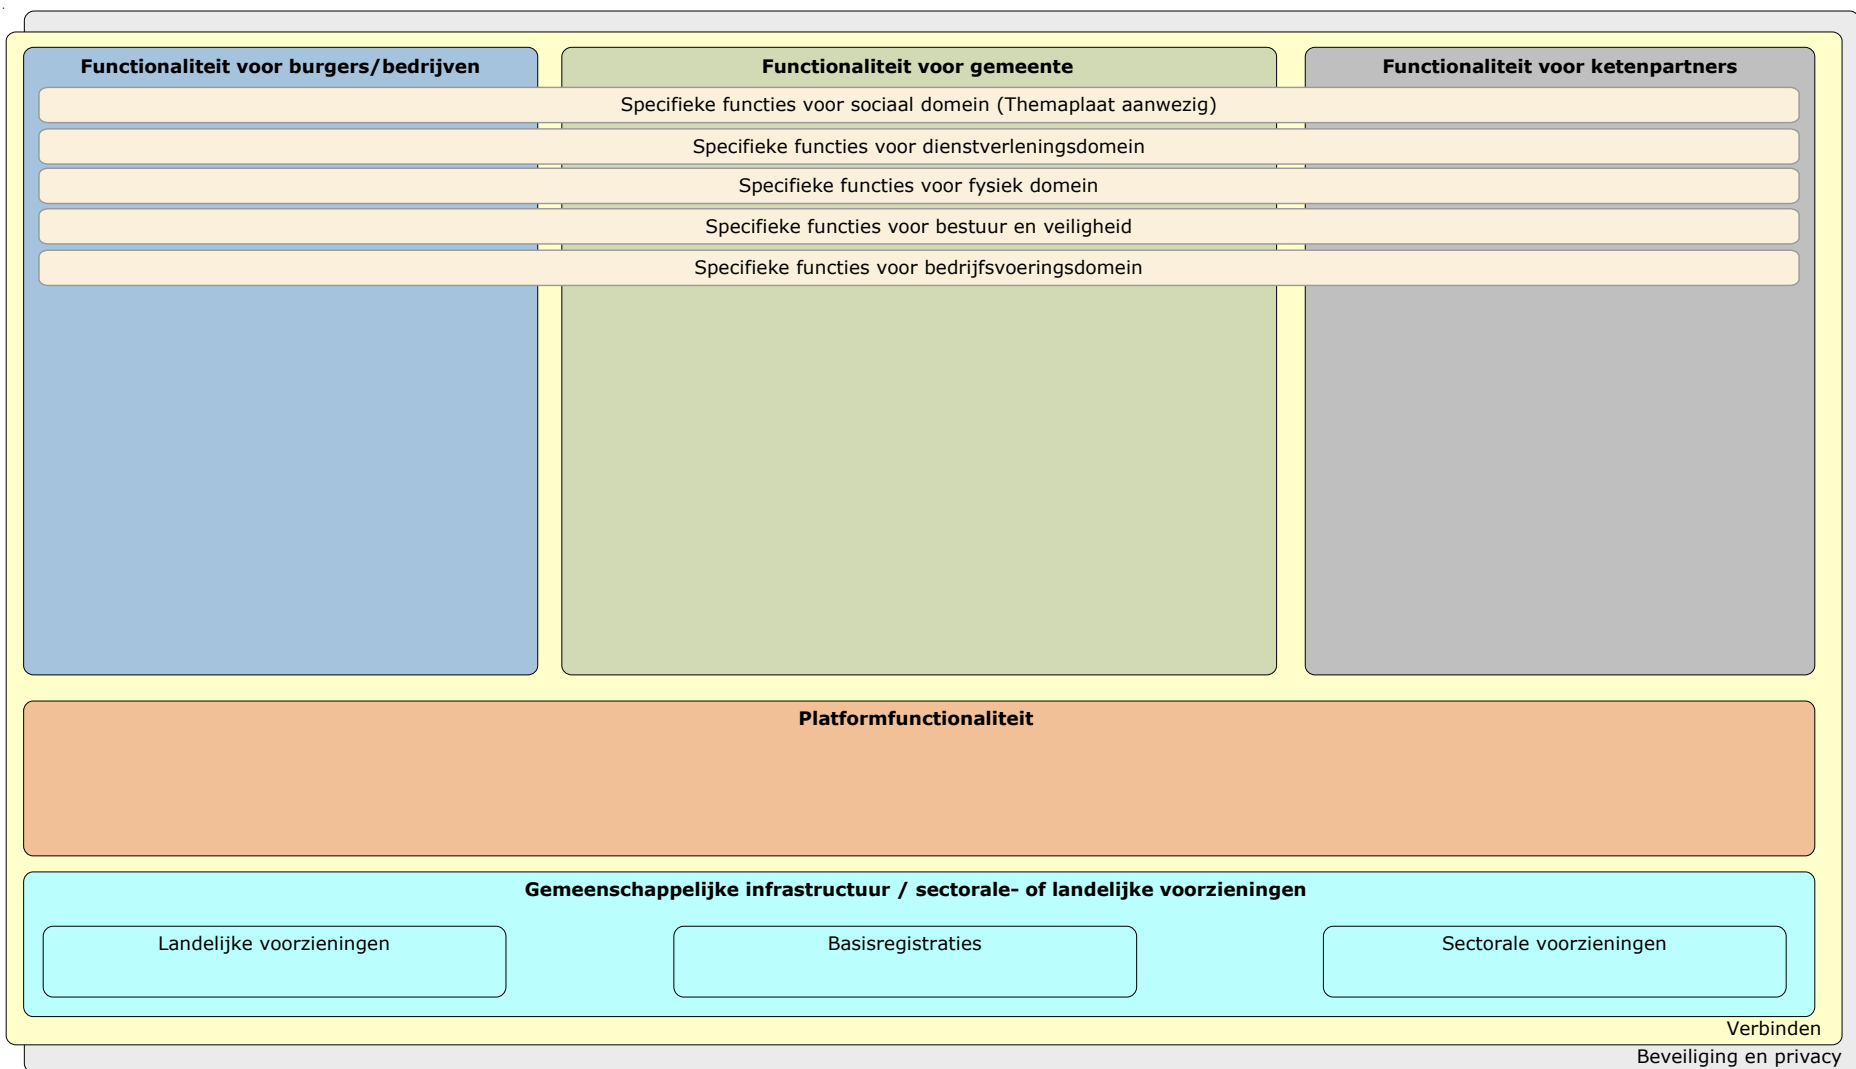 Functionaliteit voor burgers/bedrijven
Functionaliteit voor gemeente
Functionaliteit voor ketenpartners
Specifieke functies voor sociaal domein (Themaplaat aanwezig)
Specifieke functies voor dienstverleningsdomein
Specifieke functies voor fysiek domein
Specifieke functies voor bestuur en veiligheid
Specifieke functies voor bedrijfsvoeringsdomein
Platformfunctionaliteit
Gemeenschappelijke infrastructuur / sectorale- of landelijke voorzieningen
Landelijke voorzieningen
Basisregistraties
Sectorale voorzieningen
Verbinden
Beveiliging en privacy